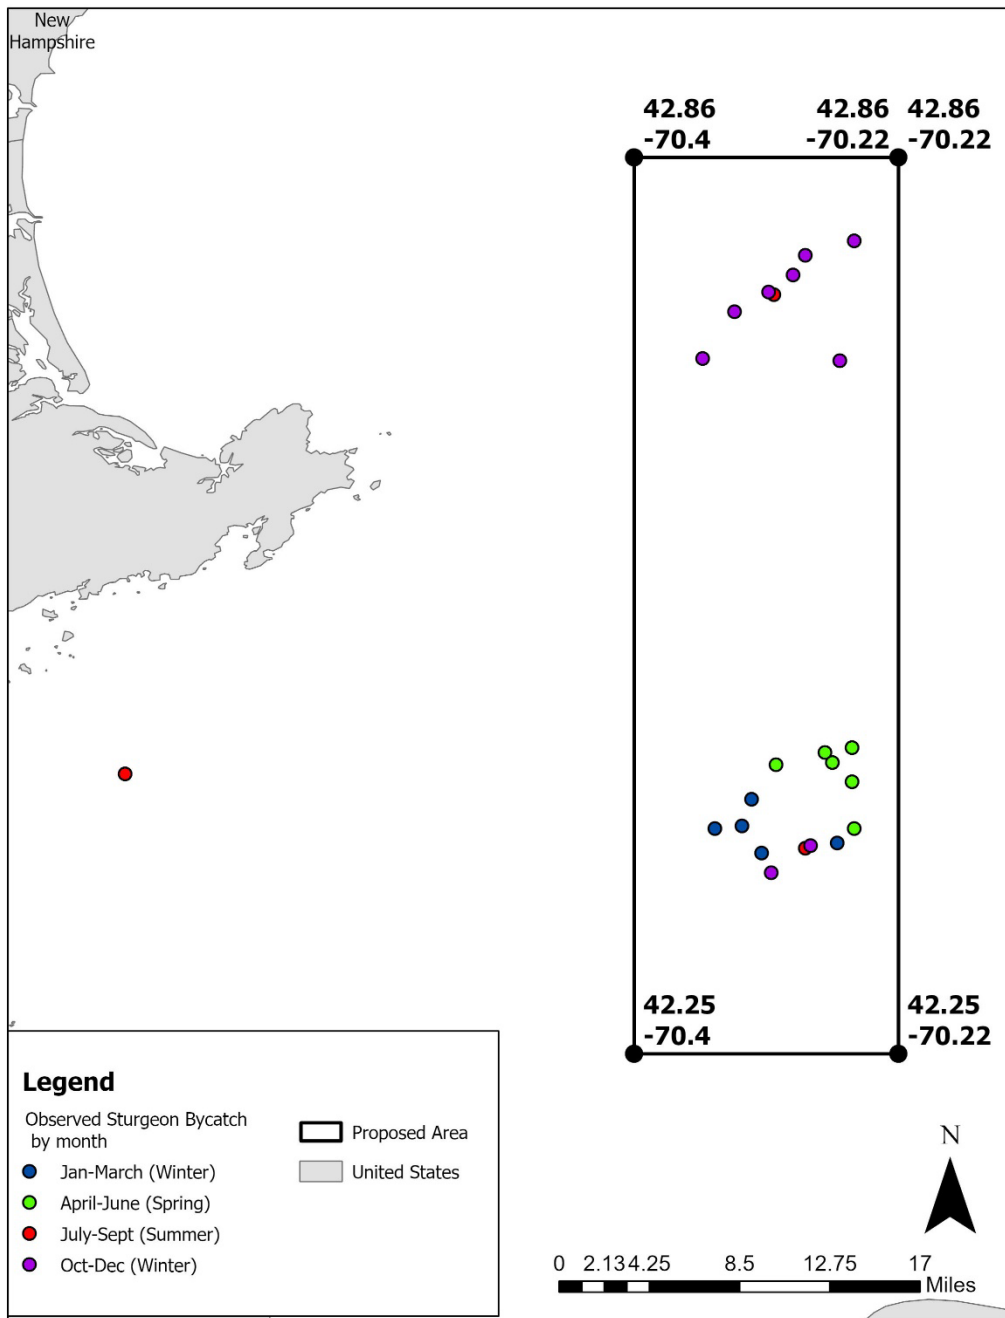 New
Hampshire
42.86
-70.4
42.86
-70.22
42.86
-70.22
42.25
-70.4
42.25
-70.22
Legend
Observed Sturgeon Bycatch
by month
Jan-March (Winter)
April-June (Spring)
July-Sept (Summer)
Oct-Dec (Winter)
Proposed Area
United States
N
0 2.13 4.25 8.5 12.75 17
Miles